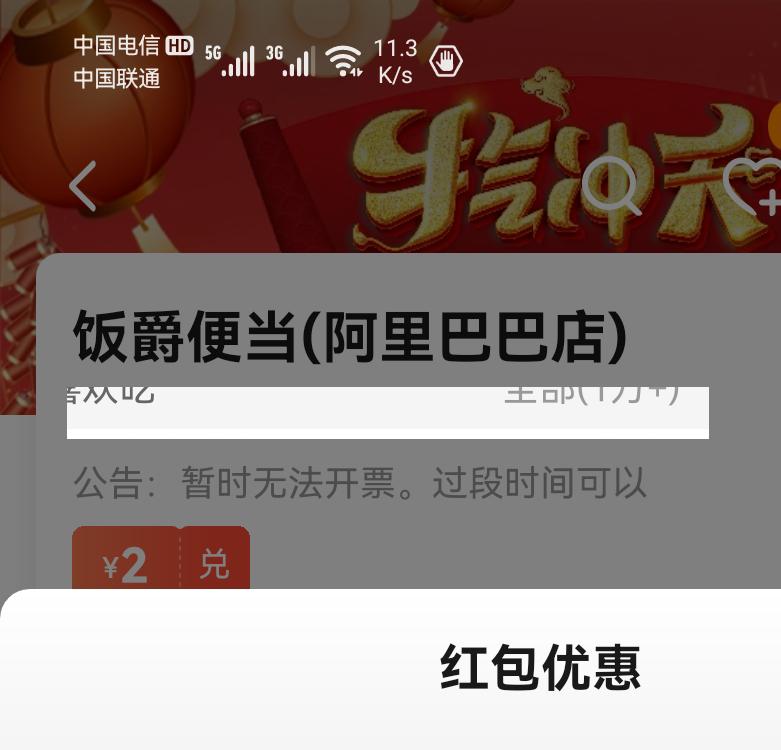 中国电信 HD 5G 3G 11.3 K/s
中国联通
牛气冲天
饭爵便当(阿里巴巴店)
喜欢吃 全部(1万+)
公告：暂时无法开票。过段时间可以
¥2 兑
红包优惠